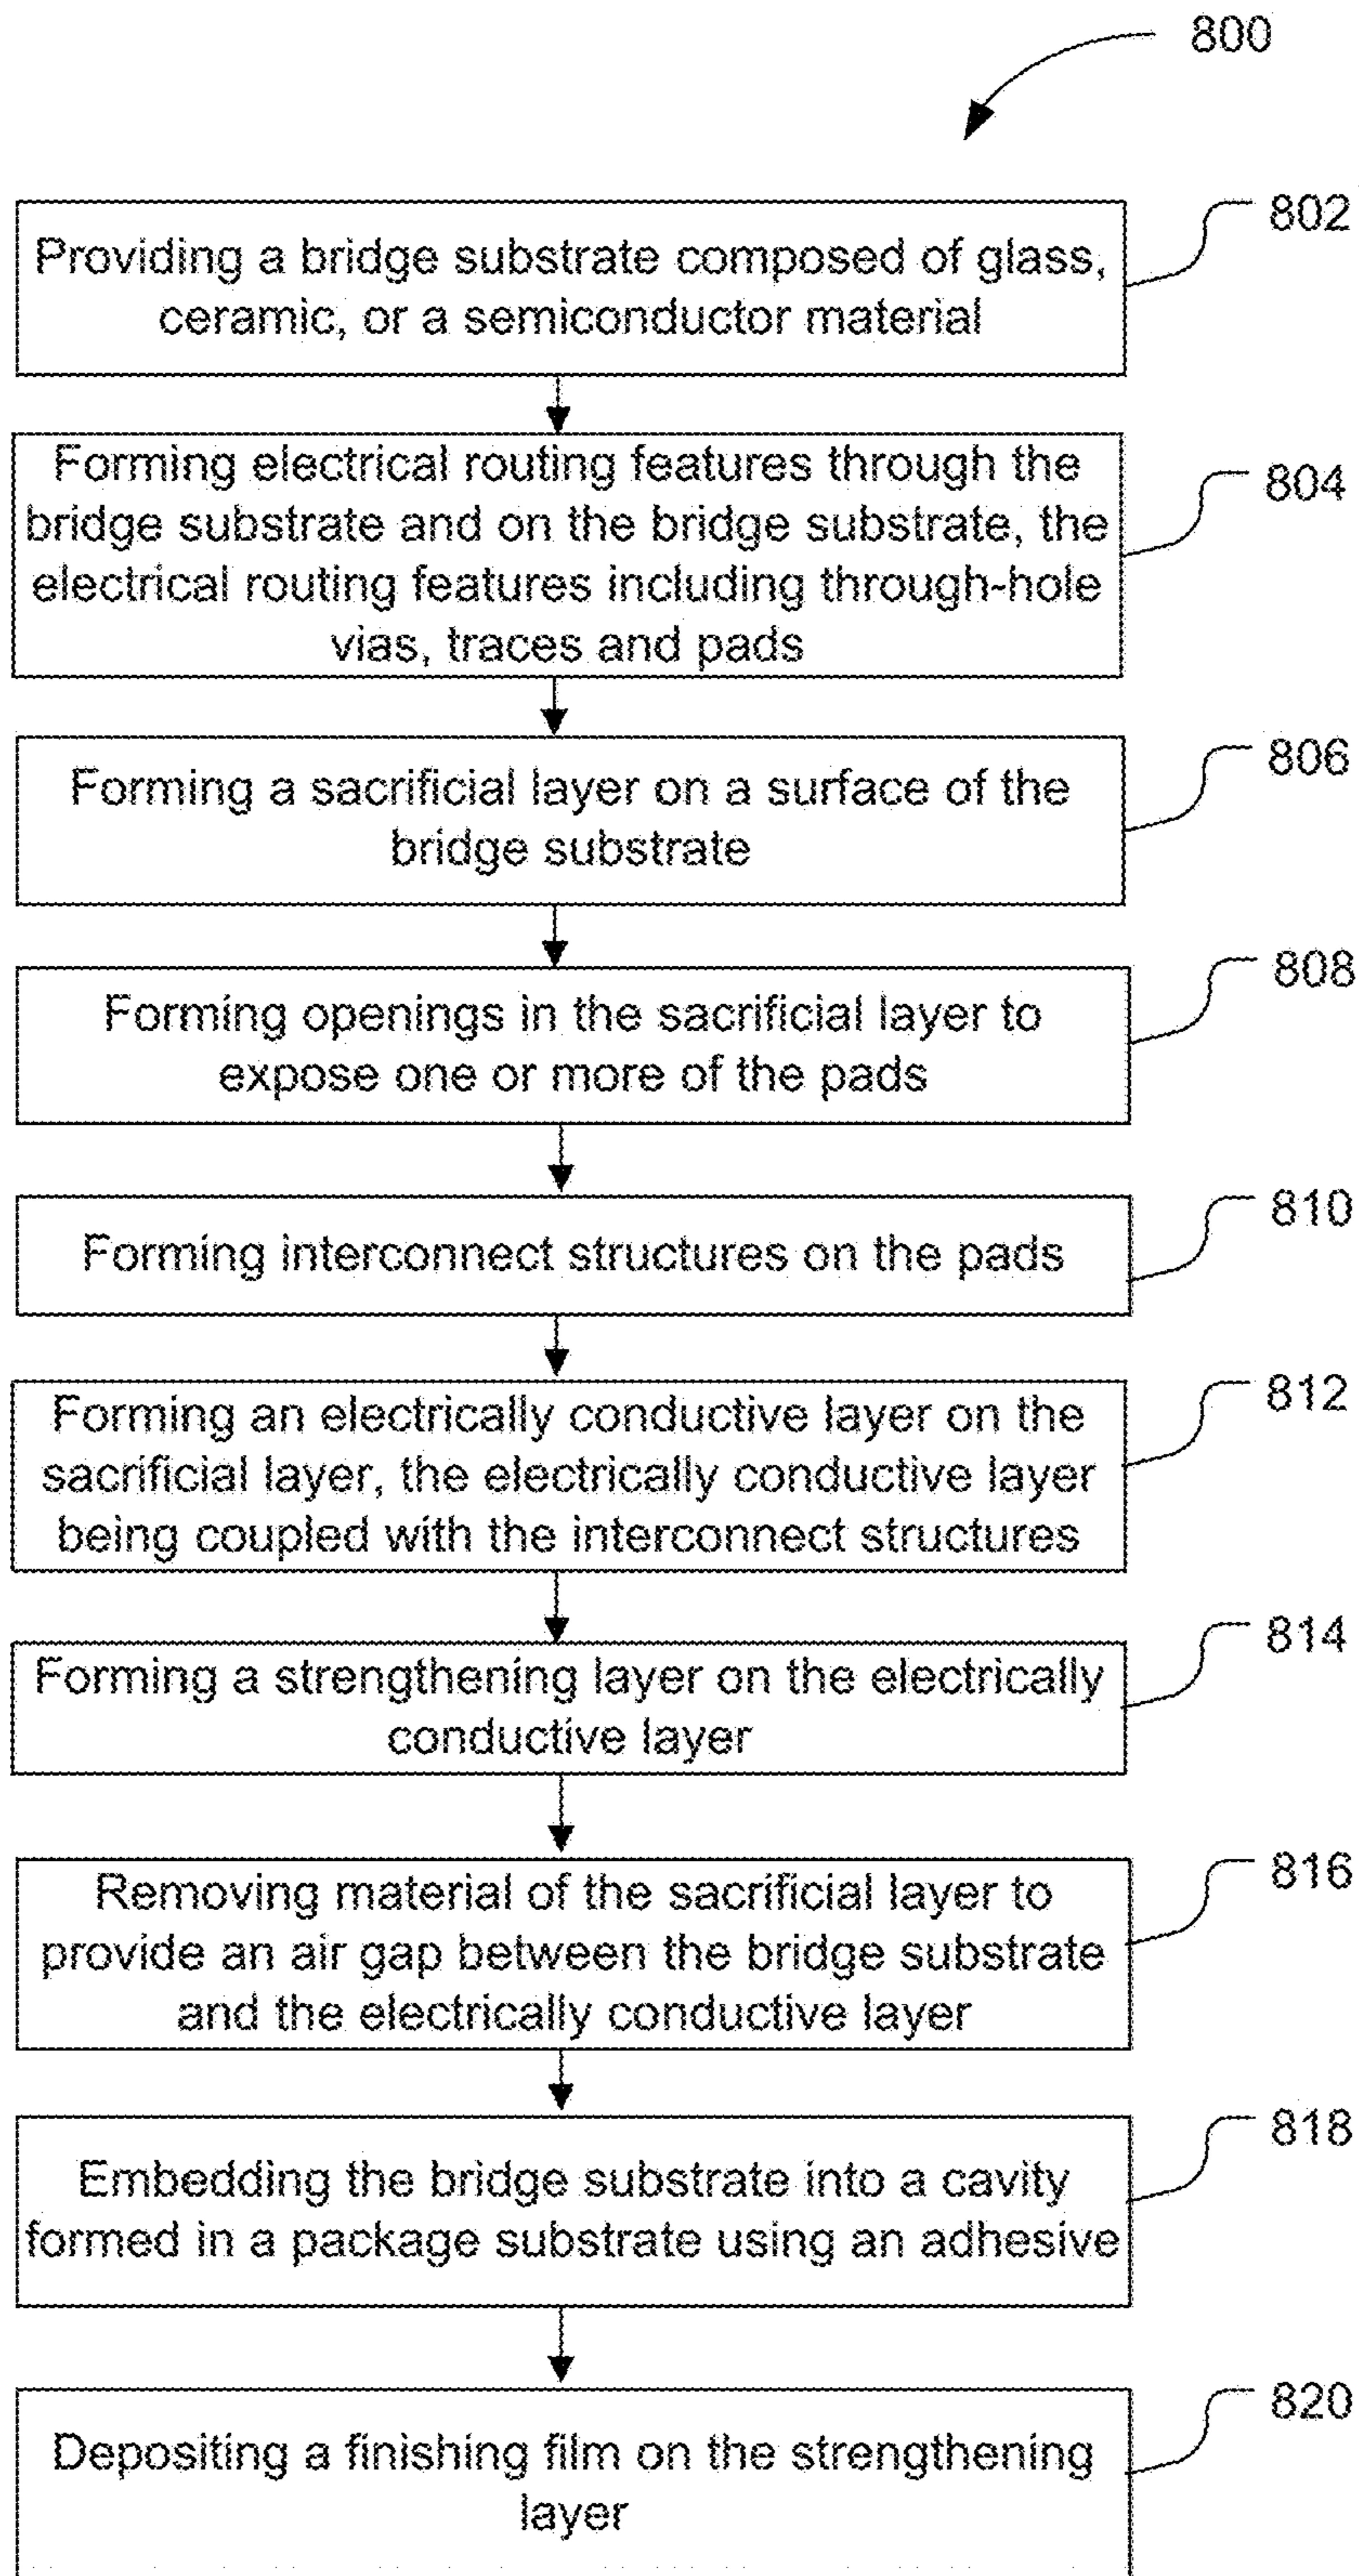 800
802
Providing a bridge substrate composed of glass,
ceramic, or a semiconductor material
804
Forming electrical routing features through the
bridge substrate and on the bridge substrate, the
electrical routing features including through-hole
vias, traces and pads
806
Forming a sacrificial layer on a surface of the
bridge substrate
808
Forming openings in the sacrificial layer to
expose one or more of the pads
810
Forming interconnect structures on the pads
812
Forming an electrically conductive layer on the
sacrificial layer, the electrically conductive layer
being coupled with the interconnect structures
814
Forming a strengthening layer on the electrically
conductive layer
816
Removing material of the sacrificial layer to
provide an air gap between the bridge substrate
and the electrically conductive layer
818
Embedding the bridge substrate into a cavity
formed in a package substrate using an adhesive
820
Depositing a finishing film on the strengthening
layer